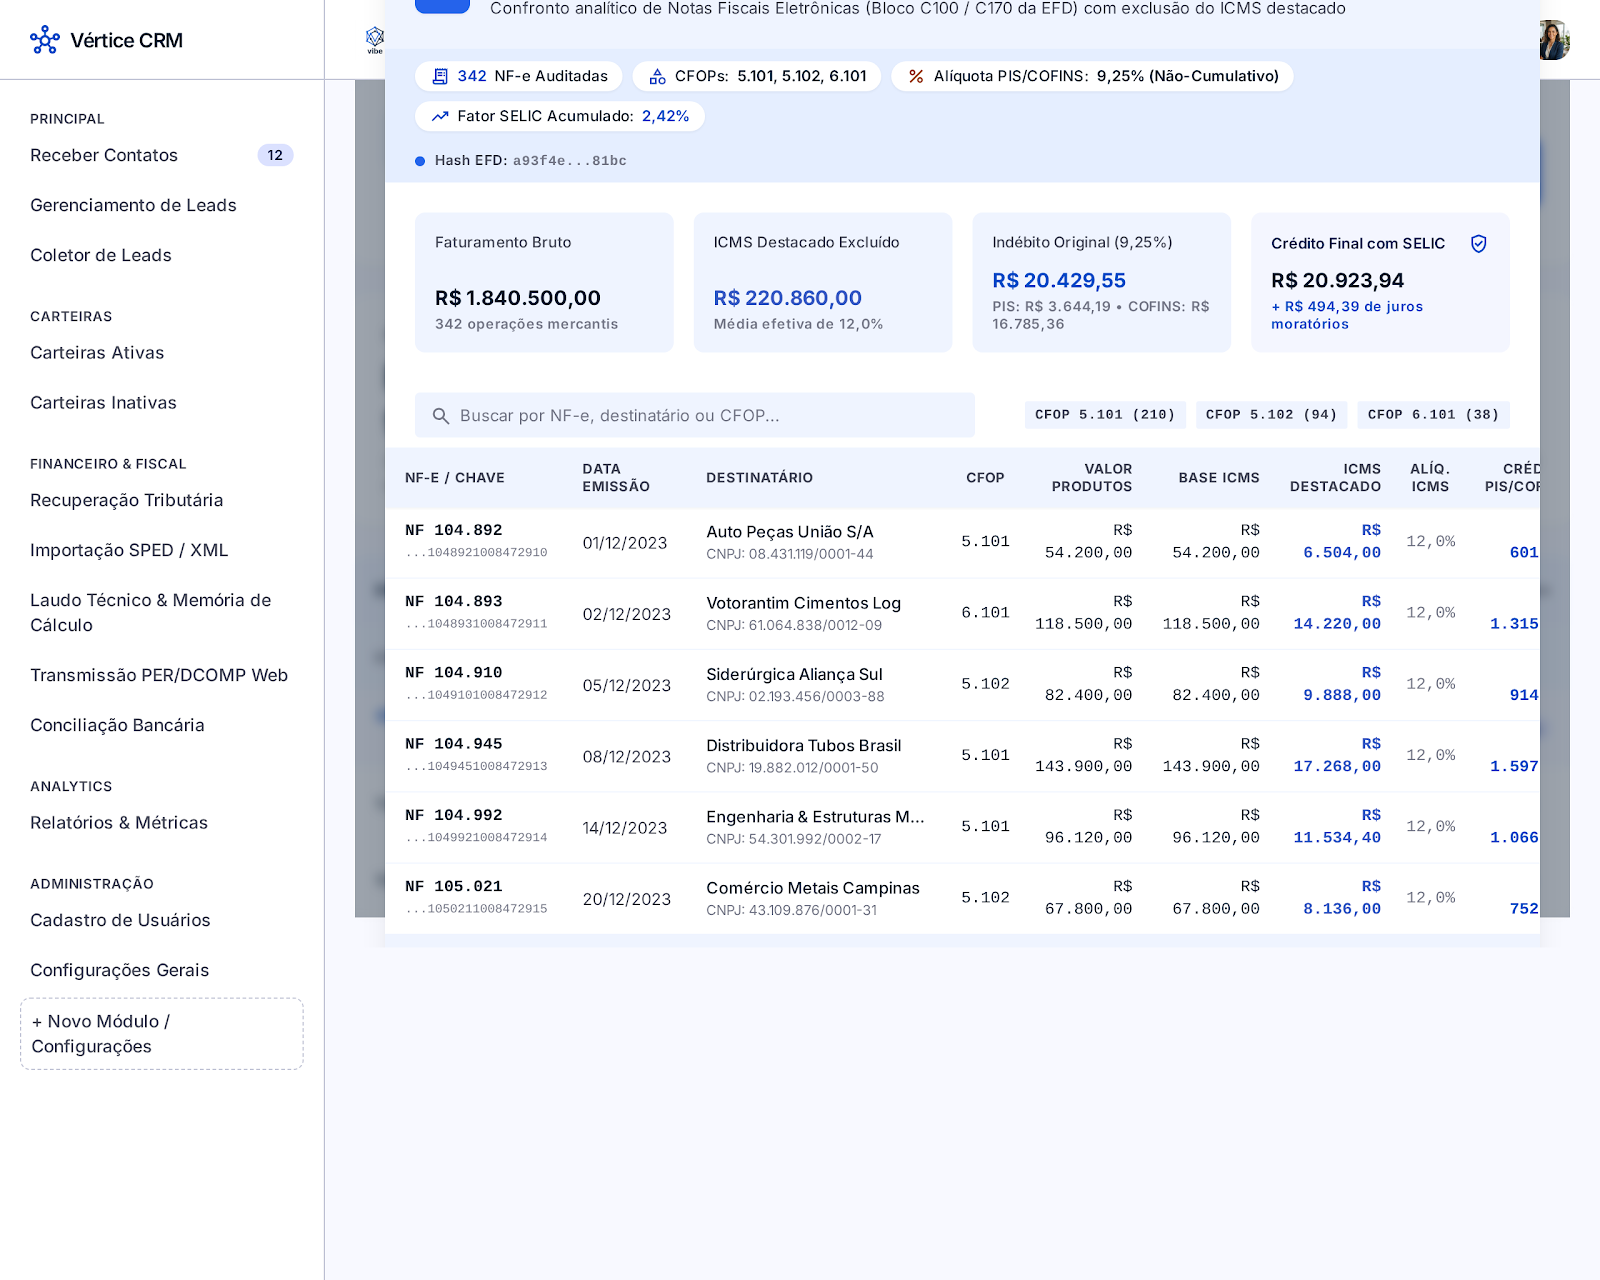 Vértice CRM
vibe
PRINCIPAL
Receber Contatos 12
Gerenciamento de Leads
Coletor de Leads
CARTEIRAS
Carteiras Ativas
Carteiras Inativas
FINANCEIRO & FISCAL
Recuperação Tributária
Importação SPED / XML
Laudo Técnico & Memória de
Cálculo
Transmissão PER/DCOMP Web
Conciliação Bancária
ANALYTICS
Relatórios & Métricas
ADMINISTRAÇÃO
Cadastro de Usuários
Configurações Gerais
+ Novo Módulo /
Configurações
Confronto analítico de Notas Fiscais Eletrônicas (Bloco C100 / C170 da EFD) com exclusão do ICMS destacado
342 NF-e Auditadas
CFOPs: 5.101, 5.102, 6.101
Alíquota PIS/COFINS: 9,25% (Não-Cumulativo)
Fator SELIC Acumulado: 2,42%
Hash EFD: a93f4e...81bc
Faturamento Bruto
R$ 1.840.500,00
342 operações mercantis
ICMS Destacado Excluído
R$ 220.860,00
Média efetiva de 12,0%
Indébito Original (9,25%)
R$ 20.429,55
PIS: R$ 3.644,19 • COFINS: R$
16.785,36
Crédito Final com SELIC
R$ 20.923,94
+ R$ 494,39 de juros
moratórios
Buscar por NF-e, destinatário ou CFOP...
CFOP 5.101 (210)
CFOP 5.102 (94)
CFOP 6.101 (38)
NF-E / CHAVE
DATA
EMISSÃO
DESTINATÁRIO
CFOP
VALOR
PRODUTOS
BASE ICMS
ICMS
DESTACADO
ALÍQ.
ICMS
CRÉD
PIS/COF
NF 104.892
...1048921008472910
01/12/2023
Auto Peças União S/A
CNPJ: 08.431.119/0001-44
5.101
R$
54.200,00
R$
54.200,00
R$
6.504,00
12,0%
601
NF 104.893
...1048931008472911
02/12/2023
Votorantim Cimentos Log
CNPJ: 61.064.838/0012-09
6.101
R$
118.500,00
R$
118.500,00
R$
14.220,00
12,0%
1.315
NF 104.910
...1049101008472912
05/12/2023
Siderúrgica Aliança Sul
CNPJ: 02.193.456/0003-88
5.102
R$
82.400,00
R$
82.400,00
R$
9.888,00
12,0%
914
NF 104.945
...1049451008472913
08/12/2023
Distribuidora Tubos Brasil
CNPJ: 19.882.012/0001-50
5.101
R$
143.900,00
R$
143.900,00
R$
17.268,00
12,0%
1.597
NF 104.992
...1049921008472914
14/12/2023
Engenharia & Estruturas M...
CNPJ: 54.301.992/0002-17
5.101
R$
96.120,00
R$
96.120,00
R$
11.534,40
12,0%
1.066
NF 105.021
...1050211008472915
20/12/2023
Comércio Metais Campinas
CNPJ: 43.109.876/0001-31
5.102
R$
67.800,00
R$
67.800,00
R$
8.136,00
12,0%
752